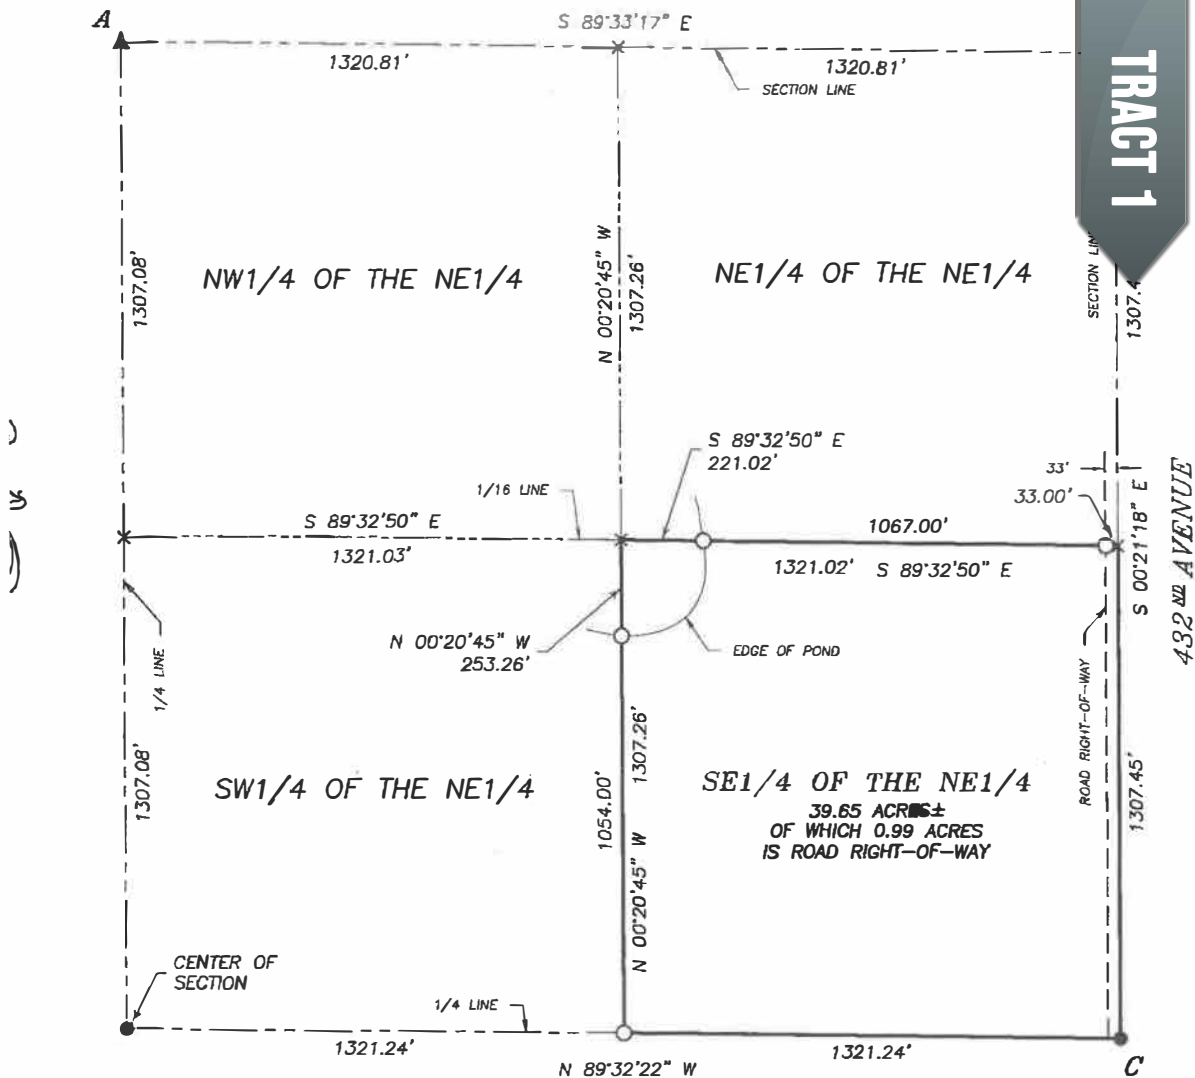 A
S 89°33'17" E
1320.81'
1320.81'
SECTION LINE
TRACT 1
NW1/4 OF THE NE1/4
NE1/4 OF THE NE1/4
1307.08'
N 00°20'45" W
1307.26'
SECTION
S 89°32'50" E
221.02'
1/16 LINE
33'
33.00'
S 89°32'50" E
1321.03'
1067.00'
1321.02' S 89°32'50" E
S 00°21'18" E
432ND AVENUE
N 00°20'45" W
253.26'
EDGE OF POND
1/4 LINE
ROAD RIGHT-OF-WAY
1307.08'
SW1/4 OF THE NE1/4
1054.00'
1307.26'
N 00°20'45" W
SE1/4 OF THE NE1/4
39.65 ACRES±
OF WHICH 0.99 ACRES
IS ROAD RIGHT-OF-WAY
1307.45'
CENTER OF
SECTION
1/4 LINE
1321.24'
N 89°32'22" W
1321.24'
C